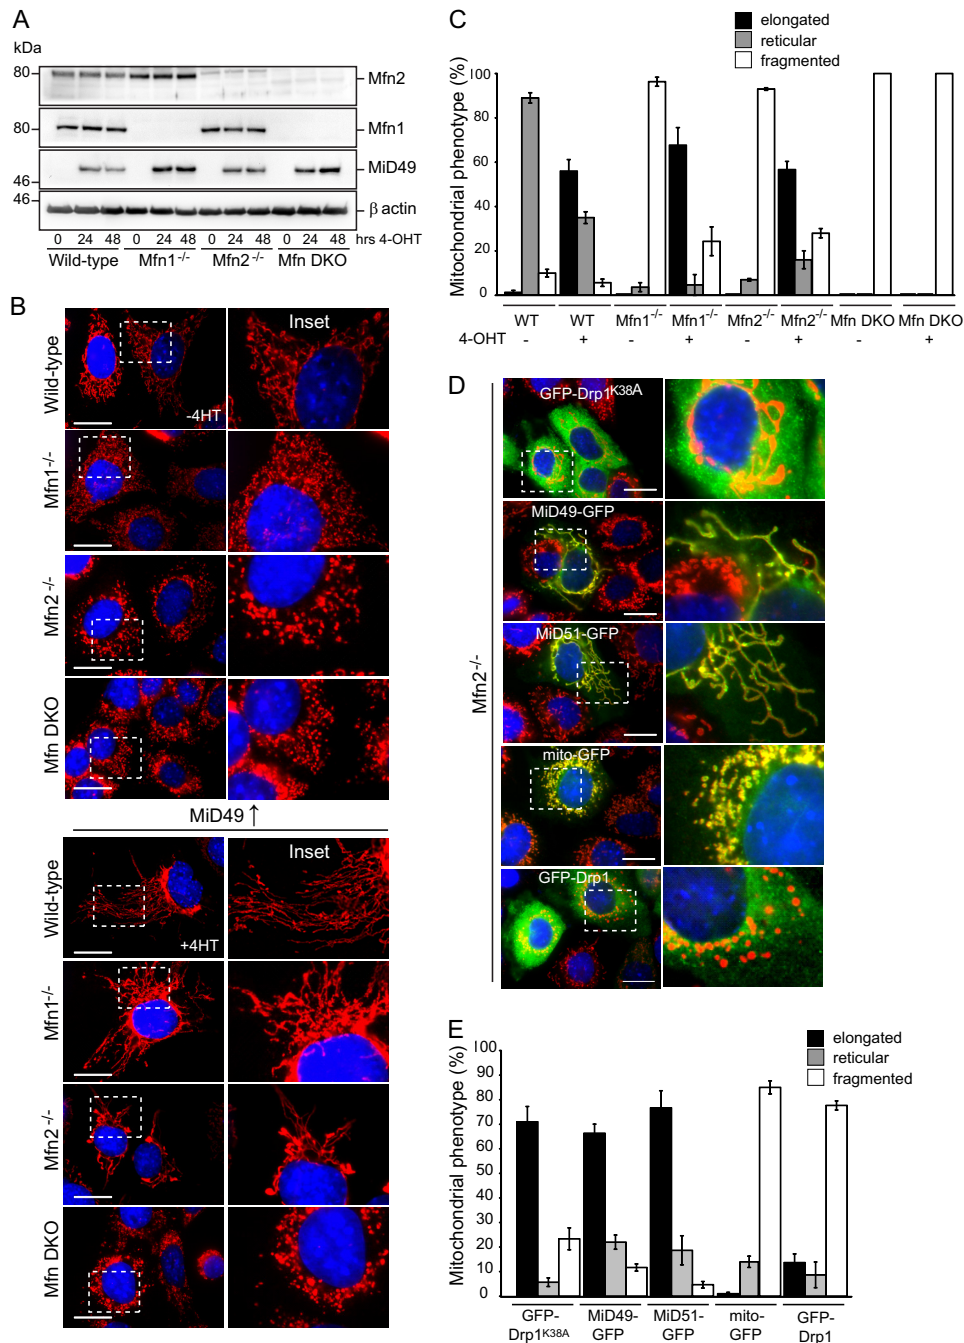 A
kDa
80
Mfn2
80
Mfn1
46
MiD49
46
β actin
0 24 48 0 24 48 0 24 48 0 24 48 hrs 4-OHT
Wild-type Mfn1-/- Mfn2-/- Mfn DKO
B
Wild-type
-4HT
Inset
Mfn1-/-
Mfn2-/-
Mfn DKO
MiD49 ↑
Wild-type
+4HT
Inset
Mfn1-/-
Mfn2-/-
Mfn DKO
C
elongated
reticular
fragmented
Mitochondrial phenotype (%)
100
80
60
40
20
0
WT WT Mfn1-/- Mfn1-/- Mfn2-/- Mfn2-/- Mfn DKO Mfn DKO
4-OHT - + - + - + - +
D
Mfn2-/-
GFP-Drp1K38A
MiD49-GFP
MiD51-GFP
mito-GFP
GFP-Drp1
E
elongated
reticular
fragmented
Mitochondrial phenotype (%)
100
90
80
70
60
50
40
30
20
10
0
GFP- MiD49- MiD51- mito- GFP-
Drp1K38A GFP GFP GFP Drp1